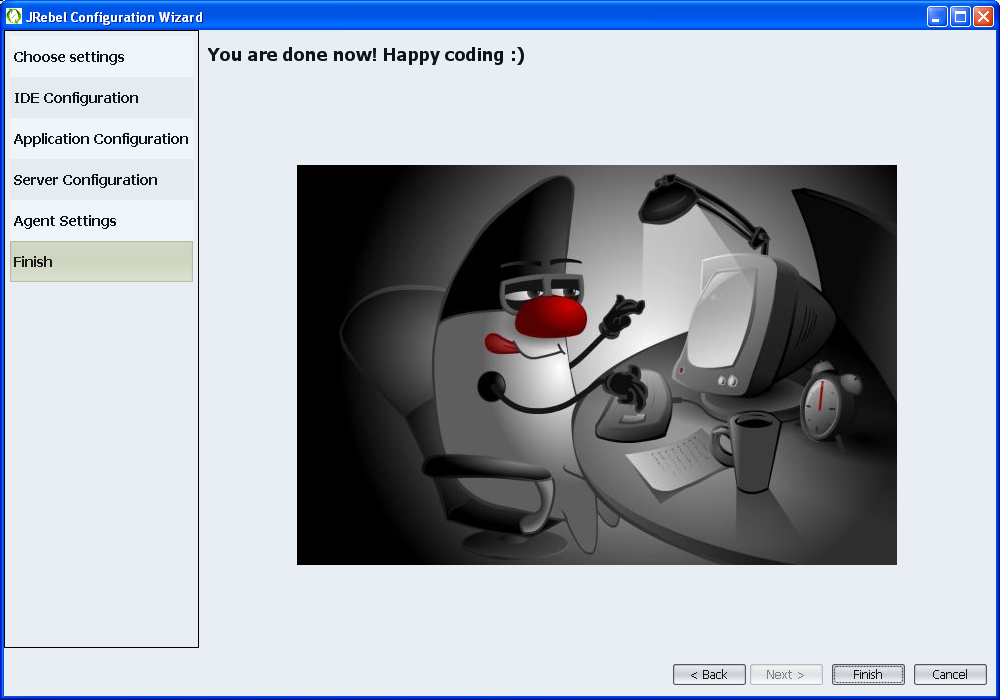 JRebel Configuration Wizard
Choose settings
IDE Configuration
Application Configuration
Server Configuration
Agent Settings
Finish
You are done now! Happy coding :)
< Back
Next >
Finish
Cancel